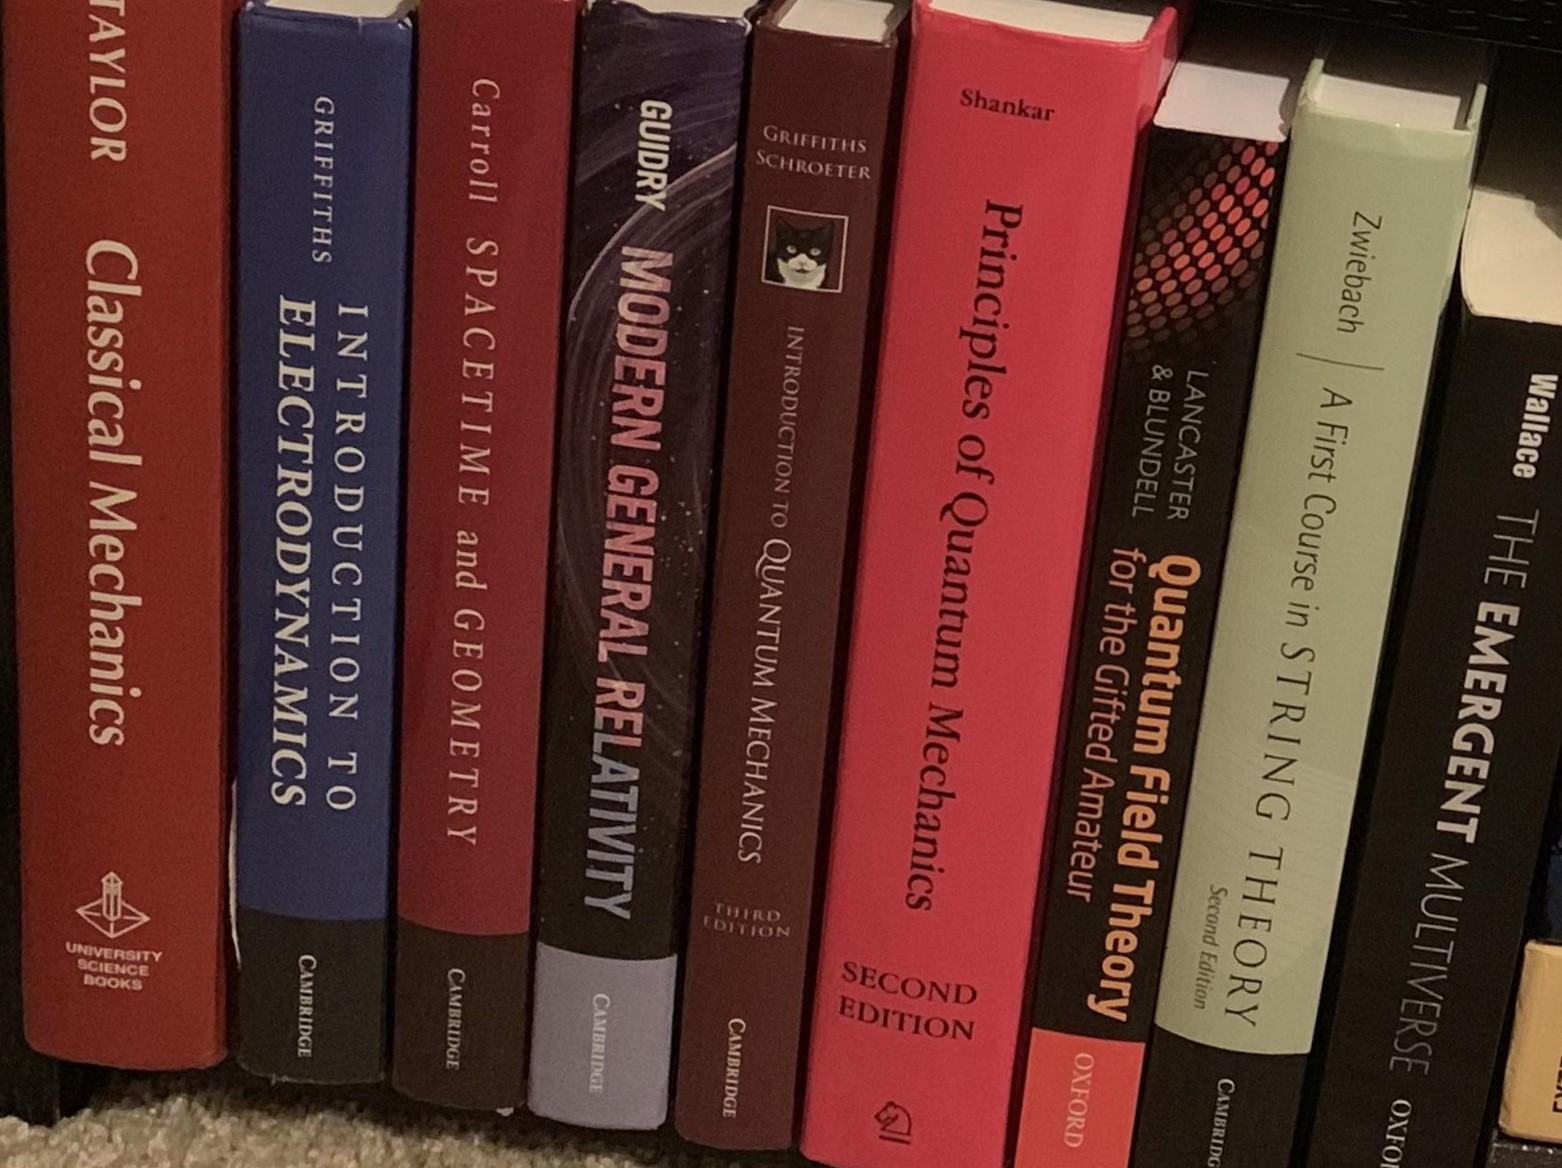 TAYLOR
Classical Mechanics
UNIVERSITY
SCIENCE
BOOKS
GRIFFITHS
INTRODUCTION TO
ELECTRODYNAMICS
CAMBRIDGE
Carroll SPACETIME and GEOMETRY
CAMBRIDGE
GUIDRY MODERN GENERAL RELATIVITY
CAMBRIDGE
GRIFFITHS
SCHROETER
INTRODUCTION TO QUANTUM MECHANICS
THIRD
EDITION
CAMBRIDGE
Shankar
Principles of Quantum Mechanics
SECOND
EDITION
LANCASTER
& BLUNDELL
Quantum Field Theory
for the Gifted Amateur
OXFORD
Zwiebach | A First Course in STRING THEORY
Second Edition
CAMBRIDG
Wallace THE EMERGENT MULTIVERSE
OXFO